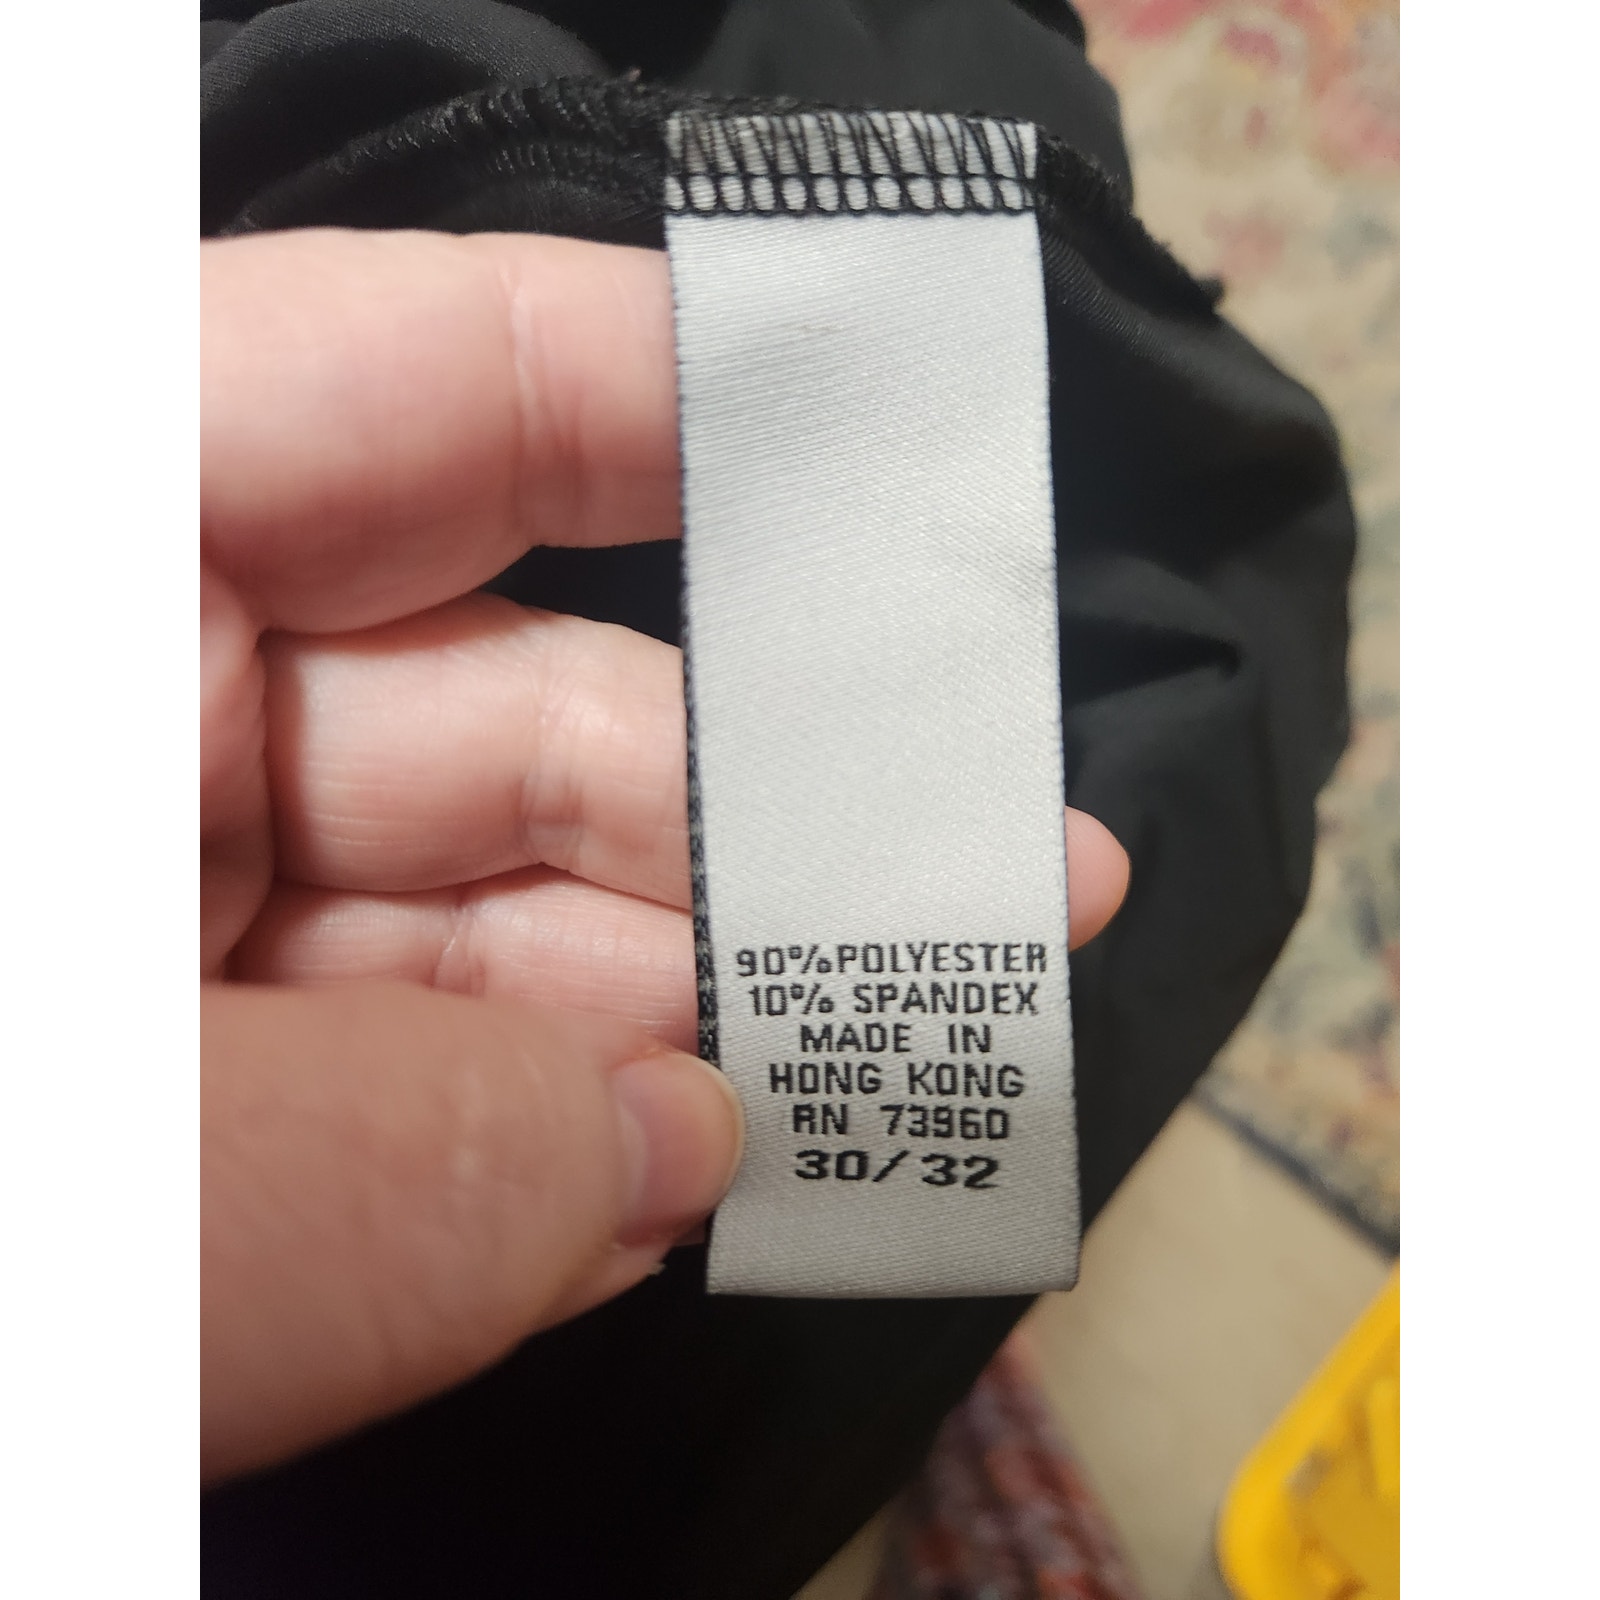 90% POLYESTER
10% SPANDEX
MADE IN
HONG KONG
RN 73960
30/32